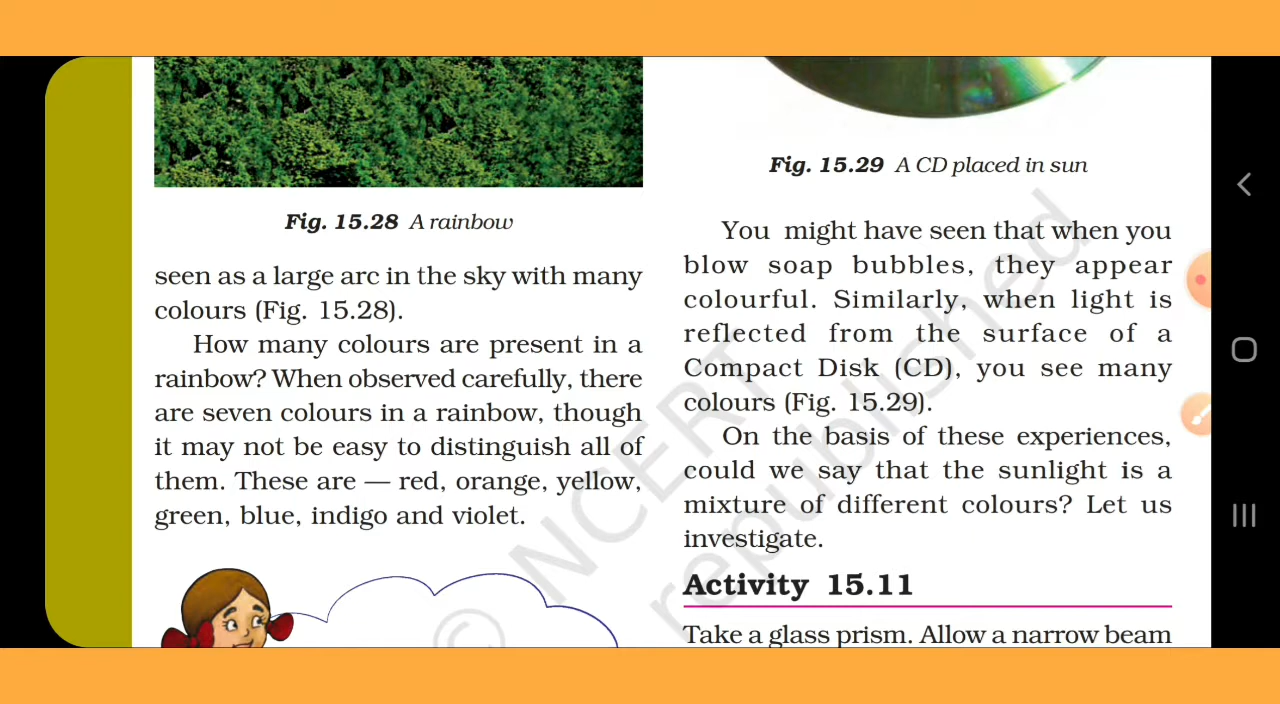 Fig. 15.28 A rainbow
seen as a large arc in the sky with many
colours (Fig. 15.28).
How many colours are present in a
rainbow? When observed carefully, there
are seven colours in a rainbow, though
it may not be easy to distinguish all of
them. These are — red, orange, yellow,
green, blue, indigo and violet.
Fig. 15.29 A CD placed in sun
You might have seen that when you
blow soap bubbles, they appear
colourful. Similarly, when light is
reflected from the surface of a
Compact Disk (CD), you see many
colours (Fig. 15.29).
On the basis of these experiences,
could we say that the sunlight is a
mixture of different colours? Let us
investigate.
Activity 15.11
Take a glass prism. Allow a narrow beam
© NCERT
republished